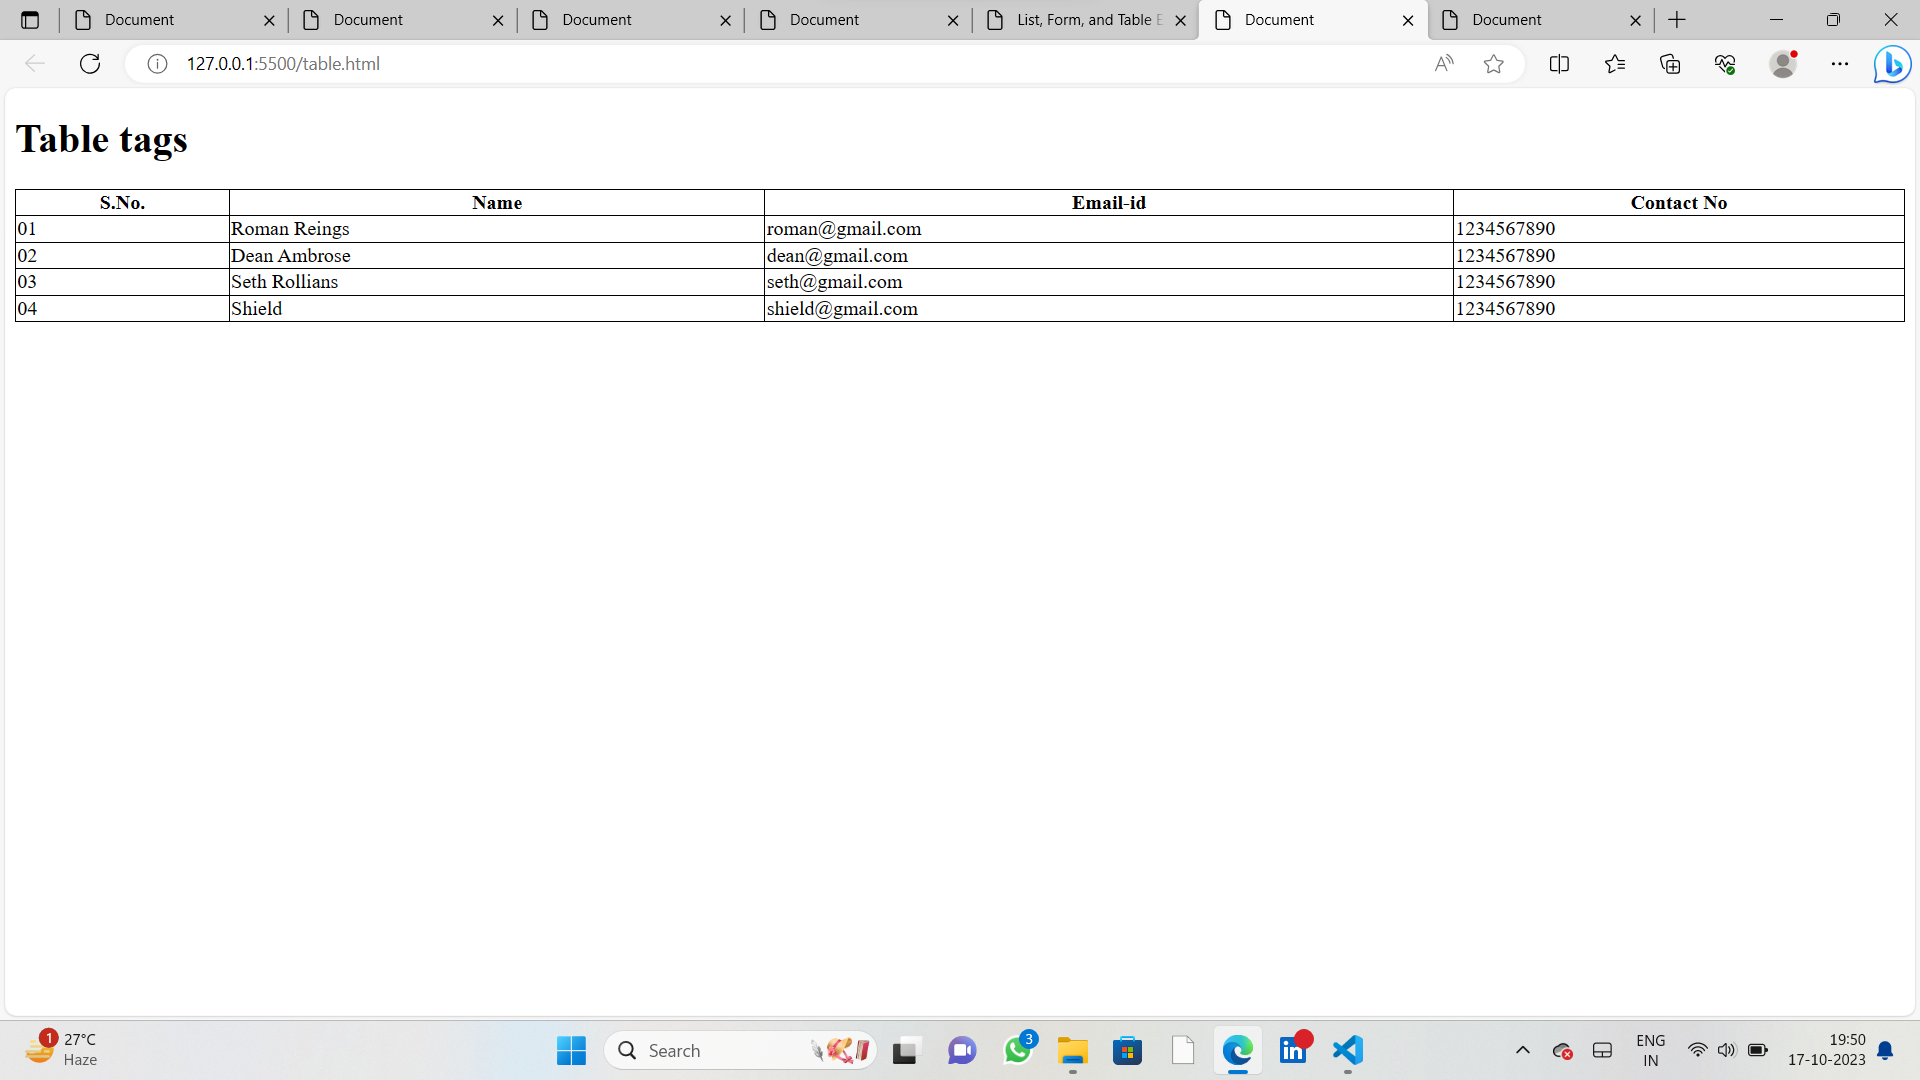 Document Document Document Document List, Form, and Table E Document Document
127.0.0.1:5500/table.html
Table tags
S.No. Name Email-id Contact No
01 Roman Reings roman@gmail.com 1234567890
02 Dean Ambrose dean@gmail.com 1234567890
03 Seth Rollians seth@gmail.com 1234567890
04 Shield shield@gmail.com 1234567890
1 27°C
Haze
Search
3
in
ENG
IN
19:50
17-10-2023